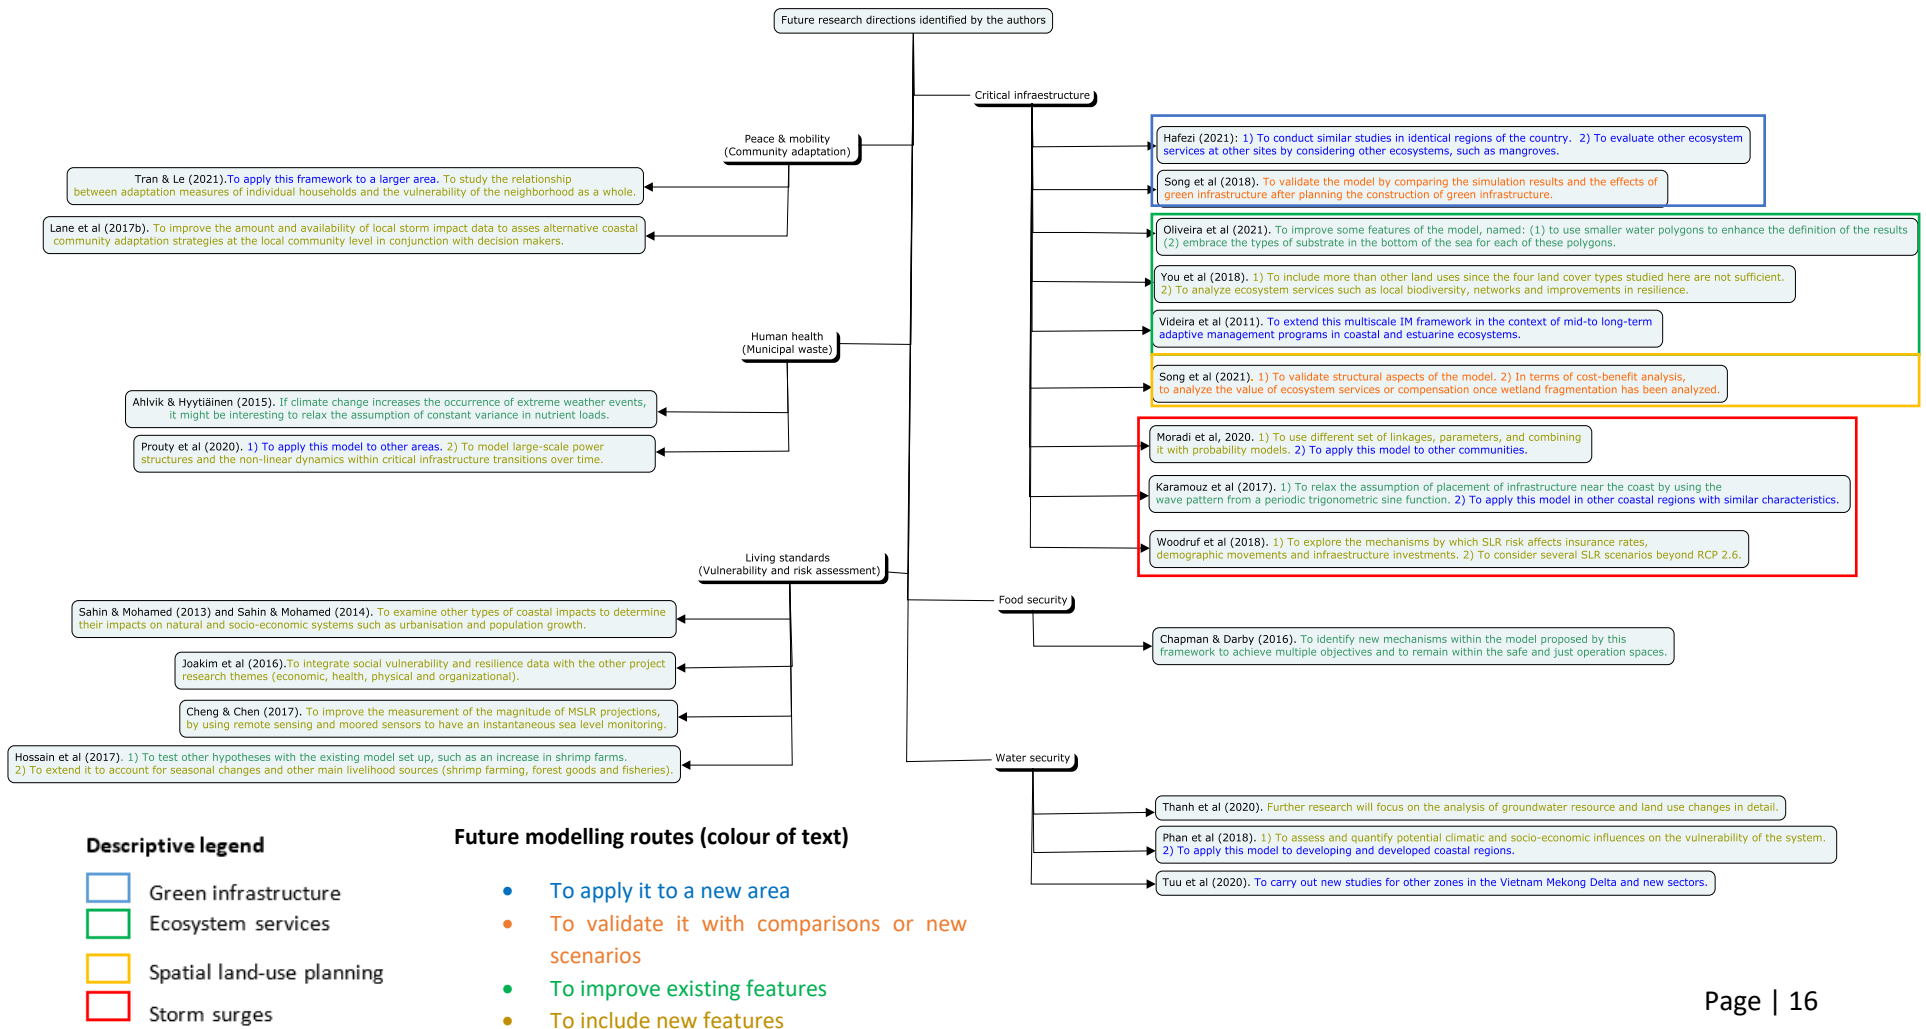 Future research directions identified by the authors
Critical infraestructure
Hafezi (2021): 1) To conduct similar studies in identical regions of the country. 2) To evaluate other ecosystem
services at other sites by considering other ecosystems, such as mangroves.
Song et al (2018). To validate the model by comparing the simulation results and the effects of
green infrastructure after planning the construction of green infrastructure.
Oliveira et al (2021). To improve some features of the model, named: (1) to use smaller water polygons to enhance the definition of the results
(2) embrace the types of substrate in the bottom of the sea for each of these polygons.
You et al (2018). 1) To include more than other land uses since the four land cover types studied here are not sufficient.
2) To analyze ecosystem services such as local biodiversity, networks and improvements in resilience.
Videira et al (2011). To extend this multiscale IM framework in the context of mid-to long-term
adaptive management programs in coastal and estuarine ecosystems.
Song et al (2021). 1) To validate structural aspects of the model. 2) In terms of cost-benefit analysis,
to analyze the value of ecosystem services or compensation once wetland fragmentation has been analyzed.
Moradi et al, 2020. 1) To use different set of linkages, parameters, and combining
it with probability models. 2) To apply this model to other communities.
Karamouz et al (2017). 1) To relax the assumption of placement of infrastructure near the coast by using the
wave pattern from a periodic trigonometric sine function. 2) To apply this model in other coastal regions with similar characteristics.
Woodruf et al (2018). 1) To explore the mechanisms by which SLR risk affects insurance rates,
demographic movements and infraestructure investments. 2) To consider several SLR scenarios beyond RCP 2.6.
Peace & mobility
(Community adaptation)
Tran & Le (2021).To apply this framework to a larger area. To study the relationship
between adaptation measures of individual households and the vulnerability of the neighborhood as a whole.
Lane et al (2017b). To improve the amount and availability of local storm impact data to asses alternative coastal
community adaptation strategies at the local community level in conjunction with decision makers.
Human health
(Municipal waste)
Ahlvik & Hyytiäinen (2015). If climate change increases the occurrence of extreme weather events,
it might be interesting to relax the assumption of constant variance in nutrient loads.
Prouty et al (2020). 1) To apply this model to other areas. 2) To model large-scale power
structures and the non-linear dynamics within critical infrastructure transitions over time.
Living standards
(Vulnerability and risk assessment)
Sahin & Mohamed (2013) and Sahin & Mohamed (2014). To examine other types of coastal impacts to determine
their impacts on natural and socio-economic systems such as urbanisation and population growth.
Joakim et al (2016).To integrate social vulnerability and resilience data with the other project
research themes (economic, health, physical and organizational).
Cheng & Chen (2017). To improve the measurement of the magnitude of MSLR projections,
by using remote sensing and moored sensors to have an instantaneous sea level monitoring.
Hossain et al (2017). 1) To test other hypotheses with the existing model set up, such as an increase in shrimp farms.
2) To extend it to account for seasonal changes and other main livelihood sources (shrimp farming, forest goods and fisheries).
Food security
Chapman & Darby (2016). To identify new mechanisms within the model proposed by this
framework to achieve multiple objectives and to remain within the safe and just operation spaces.
Water security
Thanh et al (2020). Further research will focus on the analysis of groundwater resource and land use changes in detail.
Phan et al (2018). 1) To assess and quantify potential climatic and socio-economic influences on the vulnerability of the system.
2) To apply this model to developing and developed coastal regions.
Tuu et al (2020). To carry out new studies for other zones in the Vietnam Mekong Delta and new sectors.
Descriptive legend
Green infrastructure
Ecosystem services
Spatial land-use planning
Storm surges
Future modelling routes (colour of text)
• To apply it to a new area
• To validate it with comparisons or new
scenarios
• To improve existing features
• To include new features
Page | 16